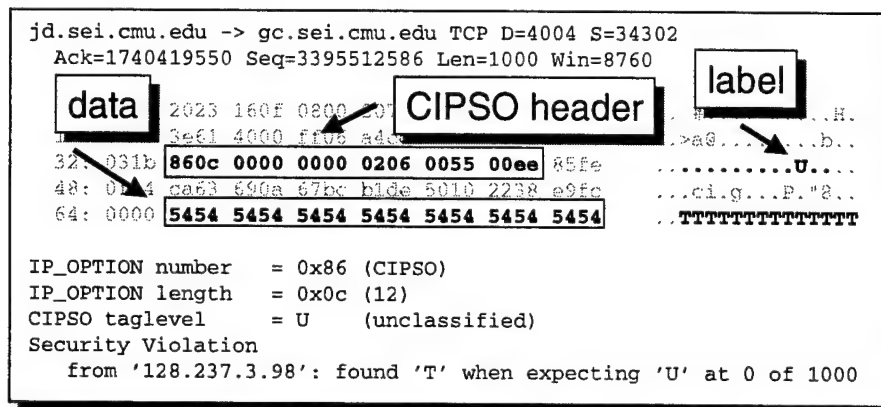 jd.sei.cmu.edu -> gc.sei.cmu.edu TCP D=4004 S=34302
Ack=1740419550 Seq=3395512586 Len=1000 Win=8760
data
CIPSO header
label
2023 160f 0800 H.
3e61 4000 ff06 .>a@........b..
32: 031b 860c 0000 0000 0206 0055 00ee 85fe ..........U....
48: ca63 690a 67bc b1de 5010 2238 e9fc ...ci.g...P."8..
64: 0000 5454 5454 5454 5454 5454 5454 5454 ..TTTTTTTTTTTTTT
IP_OPTION number = 0x86 (CIPSO)
IP_OPTION length = 0x0c (12)
CIPSO taglevel = U (unclassified)
Security Violation
from '128.237.3.98': found 'T' when expecting 'U' at 0 of 1000